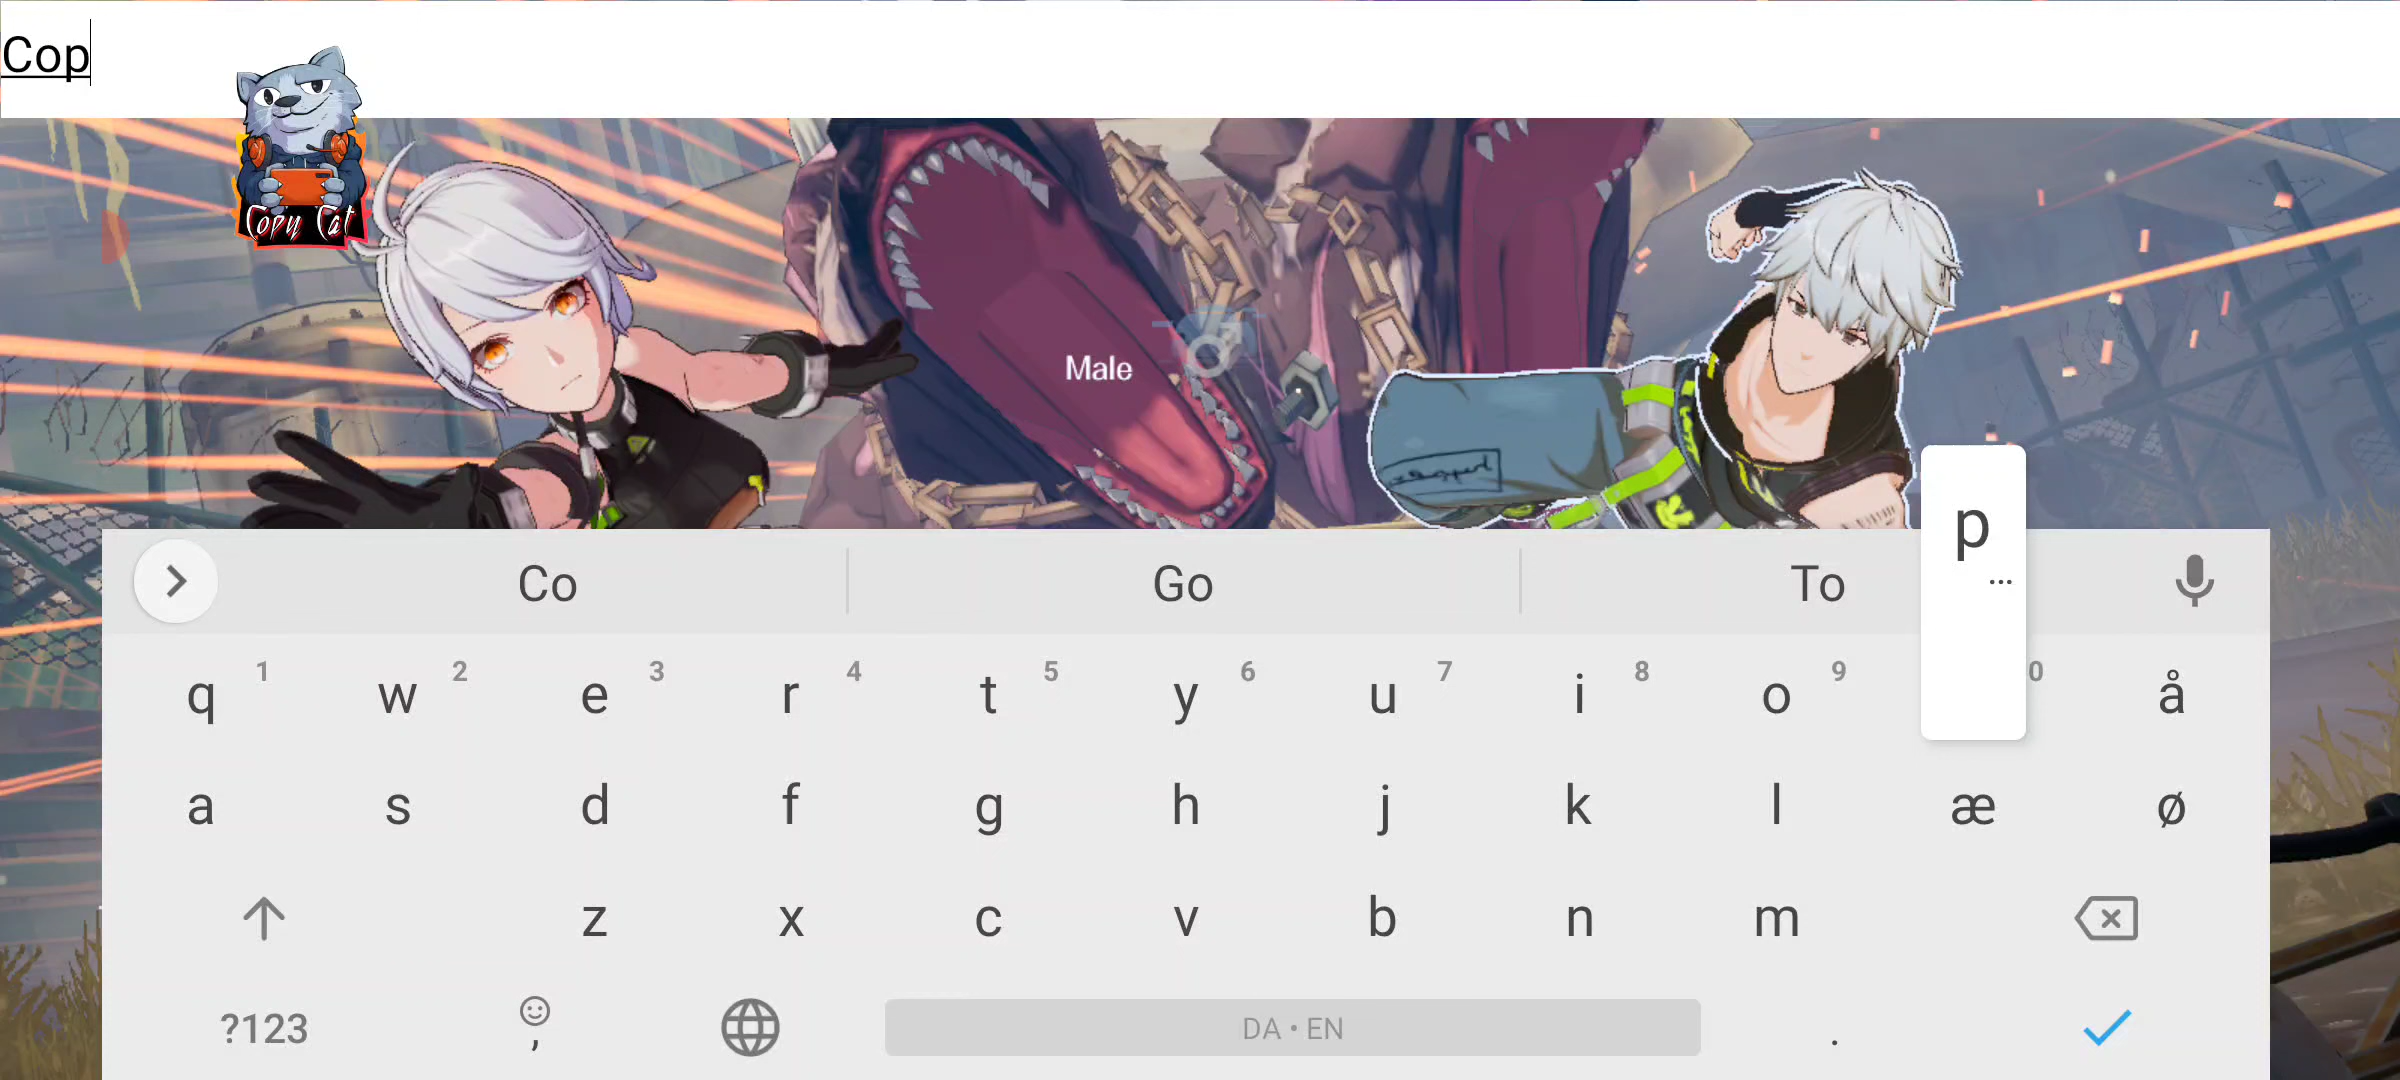 Cop
Copy Cat
Male
p
...
Co Go To
q 1 w 2 e 3 r 4 t 5 y 6 u 7 i 8 o 9 0 å
a s d f g h j k l æ ø
z x c v b n m
?123 , DA • EN .